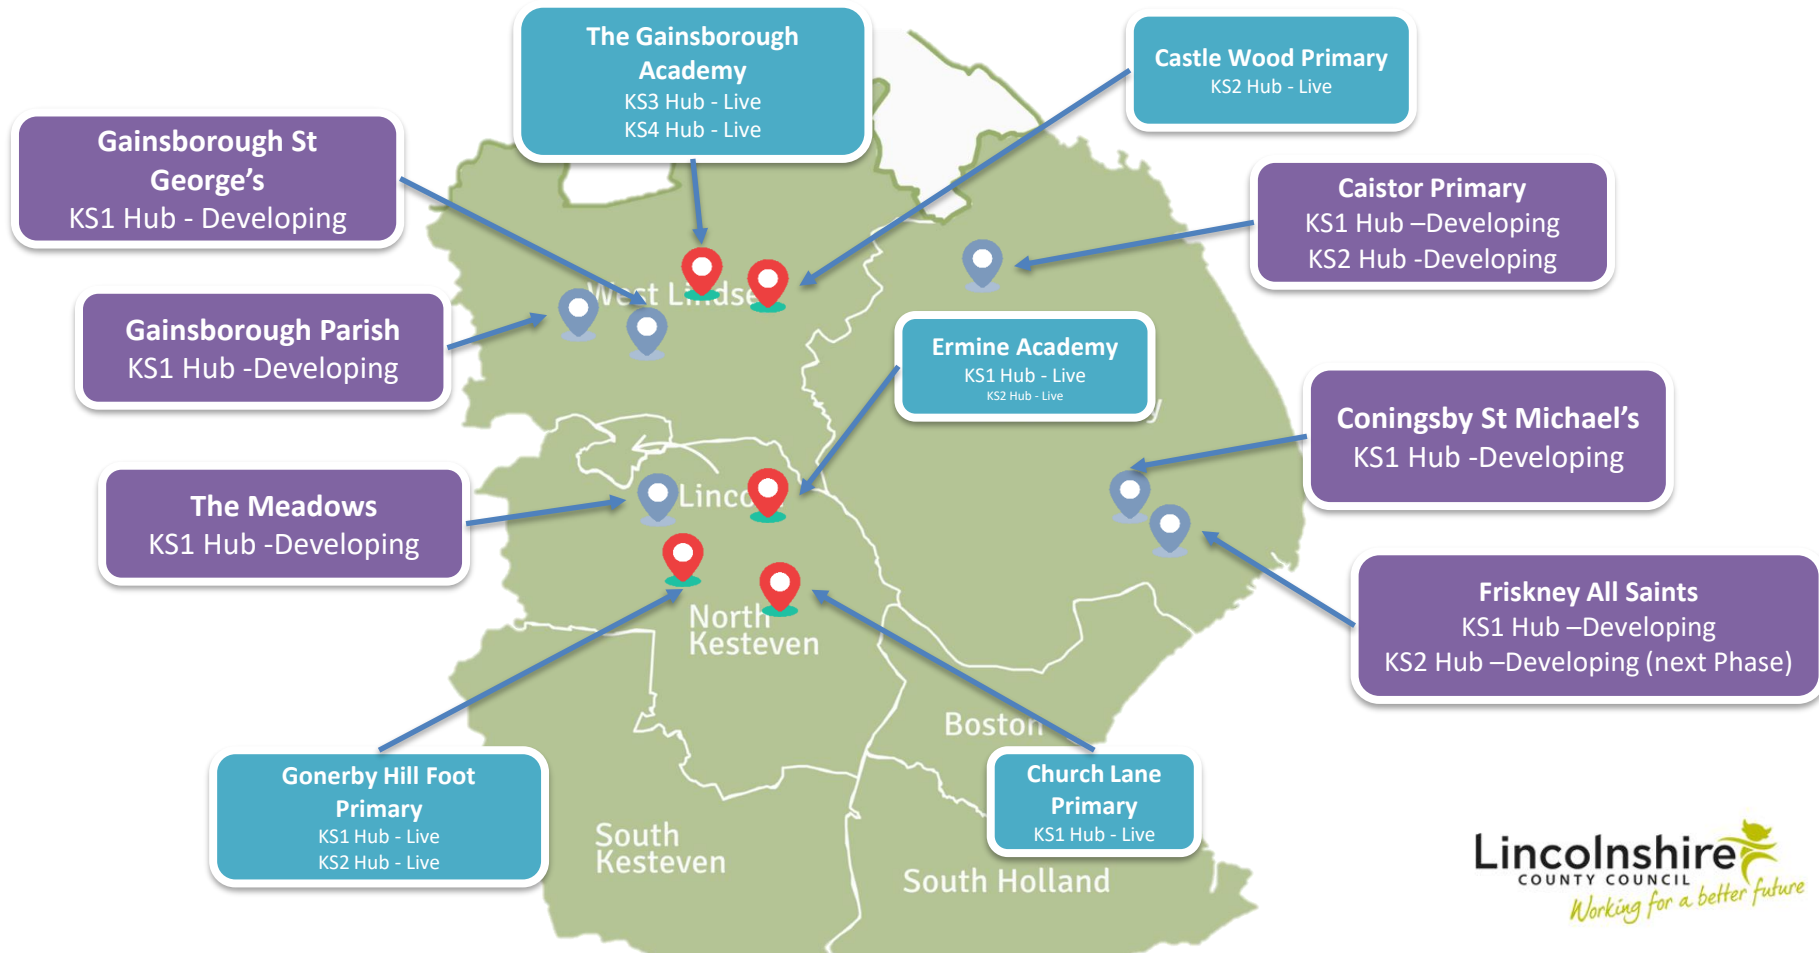 The Gainsborough
Academy
KS3 Hub - Live
KS4 Hub - Live
Castle Wood Primary
KS2 Hub - Live
Gainsborough St
George’s
KS1 Hub - Developing
Caistor Primary
KS1 Hub –Developing
KS2 Hub -Developing
Gainsborough Parish
KS1 Hub -Developing
West Lindse
Ermine Academy
KS1 Hub - Live
KS2 Hub - Live
y
Coningsby St Michael’s
KS1 Hub -Developing
The Meadows
KS1 Hub -Developing
Linco
Friskney All Saints
KS1 Hub –Developing
KS2 Hub –Developing (next Phase)
North
Kesteven
Boston
Gonerby Hill Foot
Primary
KS1 Hub - Live
KS2 Hub - Live
Church Lane
Primary
KS1 Hub - Live
South
Kesteven
South Holland
Lincolnshire
COUNTY COUNCIL
Working for a better future